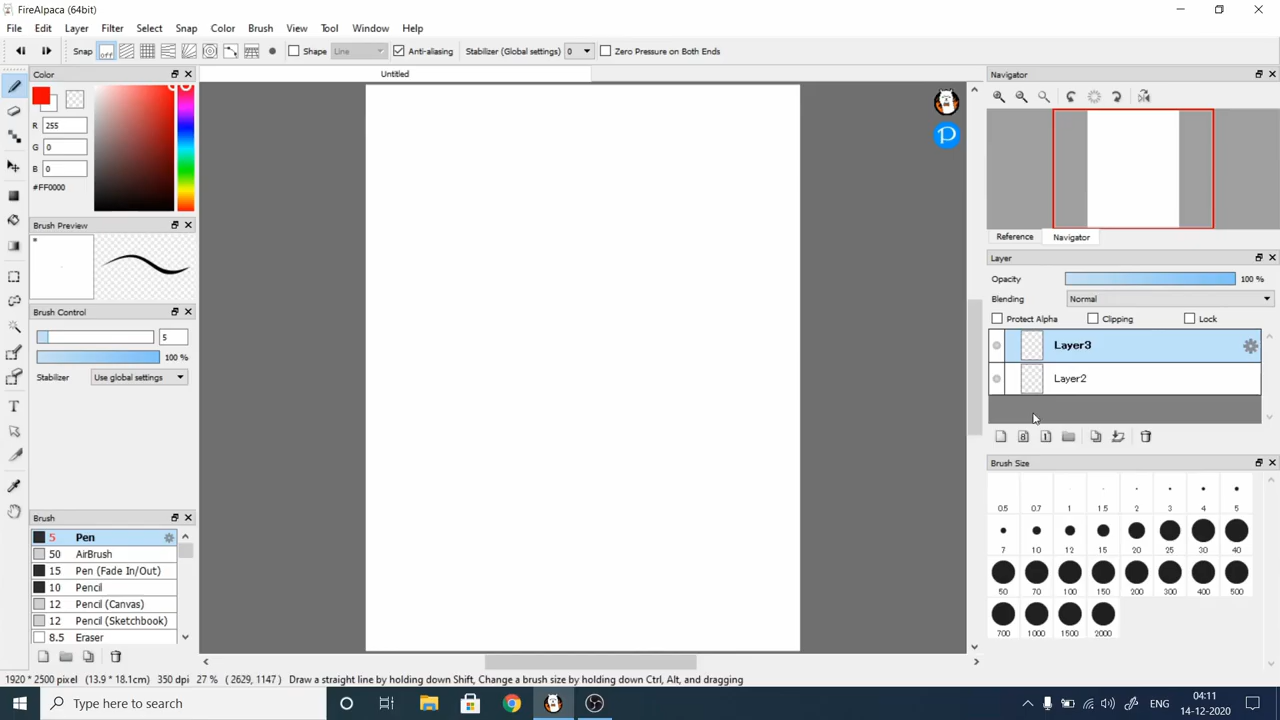 FireAlpaca (64bit)
File Edit Layer Filter Select Snap Color Brush View Tool Window Help
Snap off Shape Line Anti-aliasing Stabilizer (Global settings) 0 Zero Pressure on Both Ends
Color
Untitled
Navigator
R 255
G 0
B 0
#FF0000
Brush Preview
Reference Navigator
Layer
Opacity 100 %
Blending Normal
Protect Alpha Clipping Lock
Brush Control
5
100 %
Stabilizer Use global settings
Layer3
Layer2
8 1
Brush Size
0.5 0.7 1 1.5 2 3 4 5
7 10 12 15 20 25 30 40
50 70 100 150 200 300 400 500
700 1000 1500 2000
T
Brush
5 Pen
50 AirBrush
15 Pen (Fade In/Out)
10 Pencil
12 Pencil (Canvas)
12 Pencil (Sketchbook)
8.5 Eraser
1920 * 2500 pixel (13.9 * 18.1cm) 350 dpi 27 % (2629, 1147) Draw a straight line by holding down Shift, Change a brush size by holding down Ctrl, Alt, and dragging
Type here to search
ENG
04:11
14-12-2020